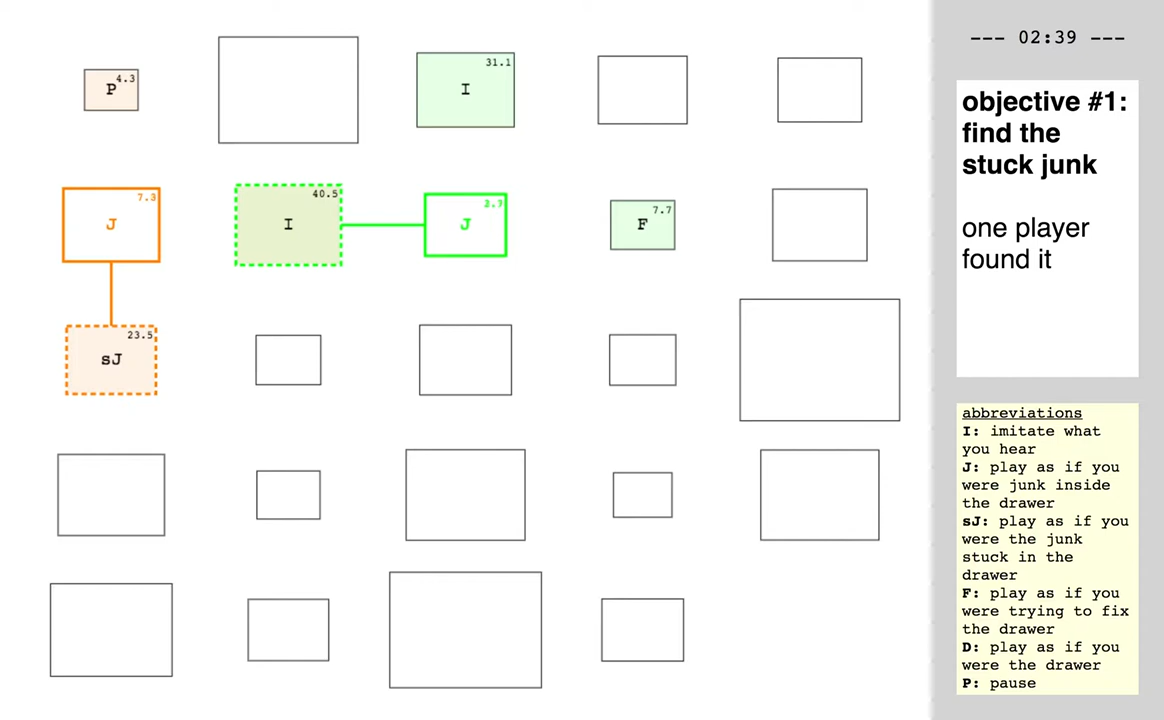 4.3
P
31.1
I
7.3
J
40.5
I
2.7
J
7.7
F
23.5
sJ
--- 02:39 ---
objective #1:
find the
stuck junk
one player
found it
abbreviations
I: imitate what
you hear
J: play as if you
were junk inside
the drawer
sJ: play as if you
were the junk
stuck in the
drawer
F: play as if you
were trying to fix
the drawer
D: play as if you
were the drawer
P: pause